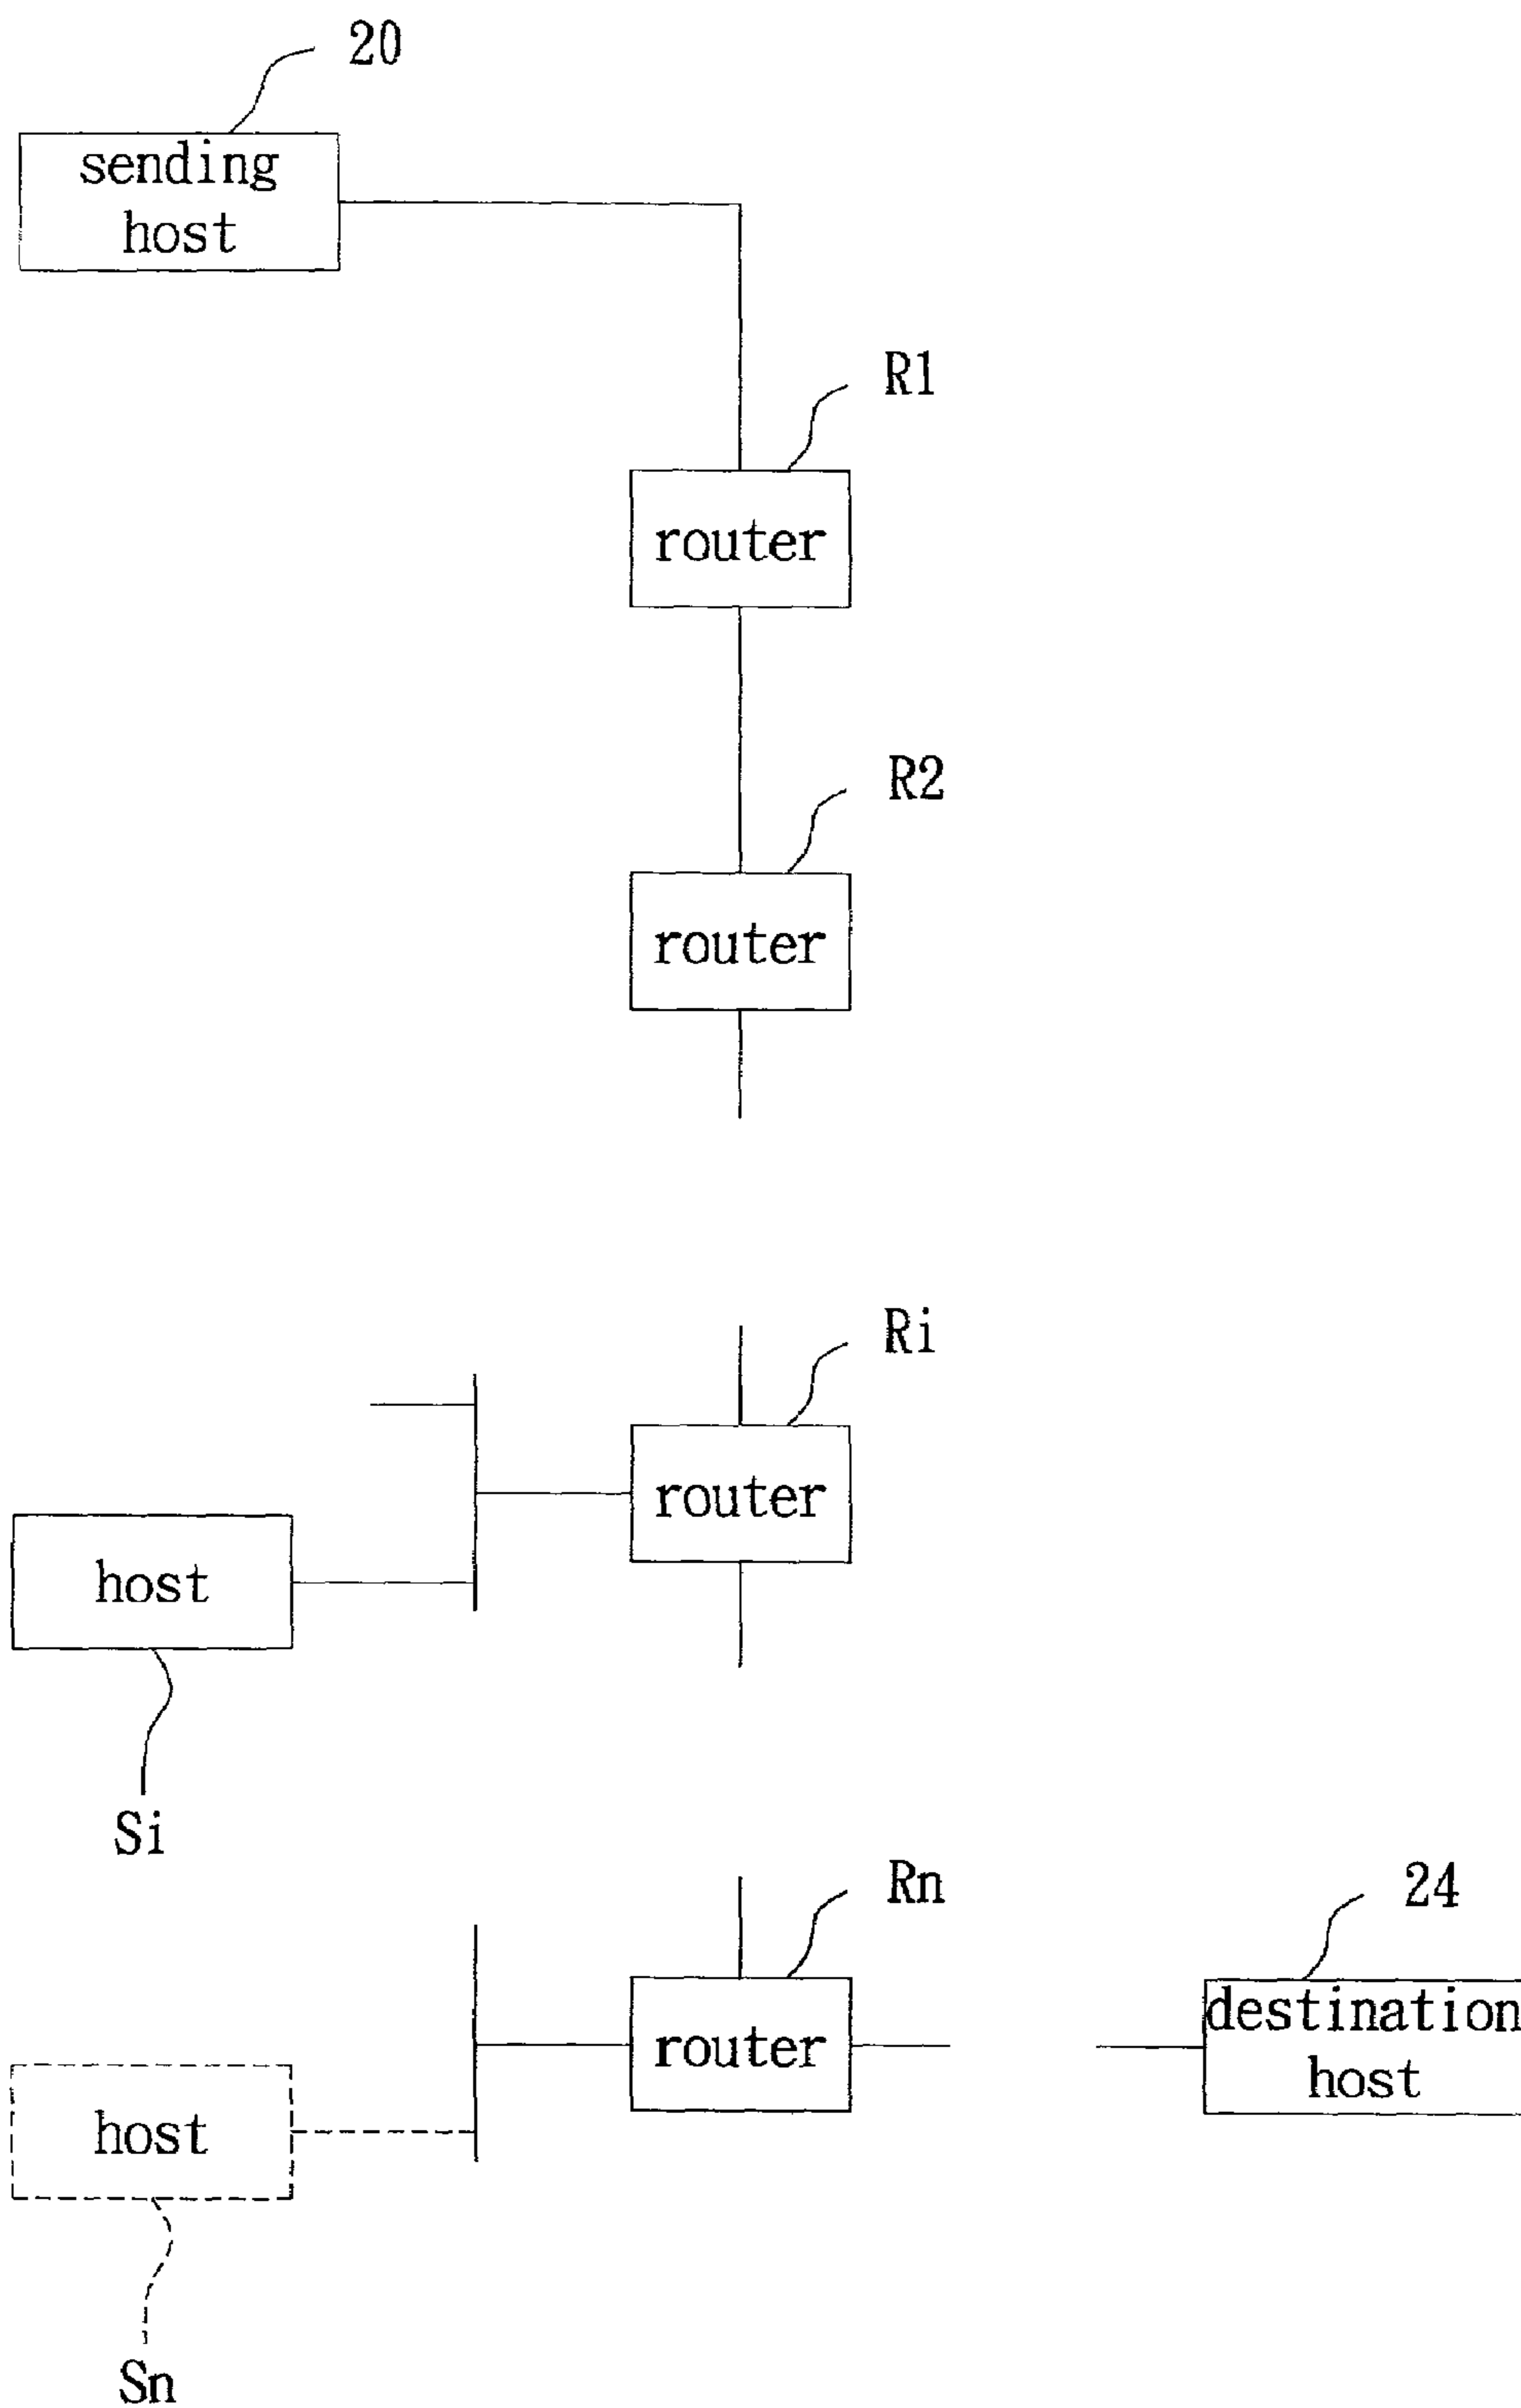 20
sending
host
R1
router
R2
router
Ri
router
host
Si
Rn
24
router
destination
host
host
Sn